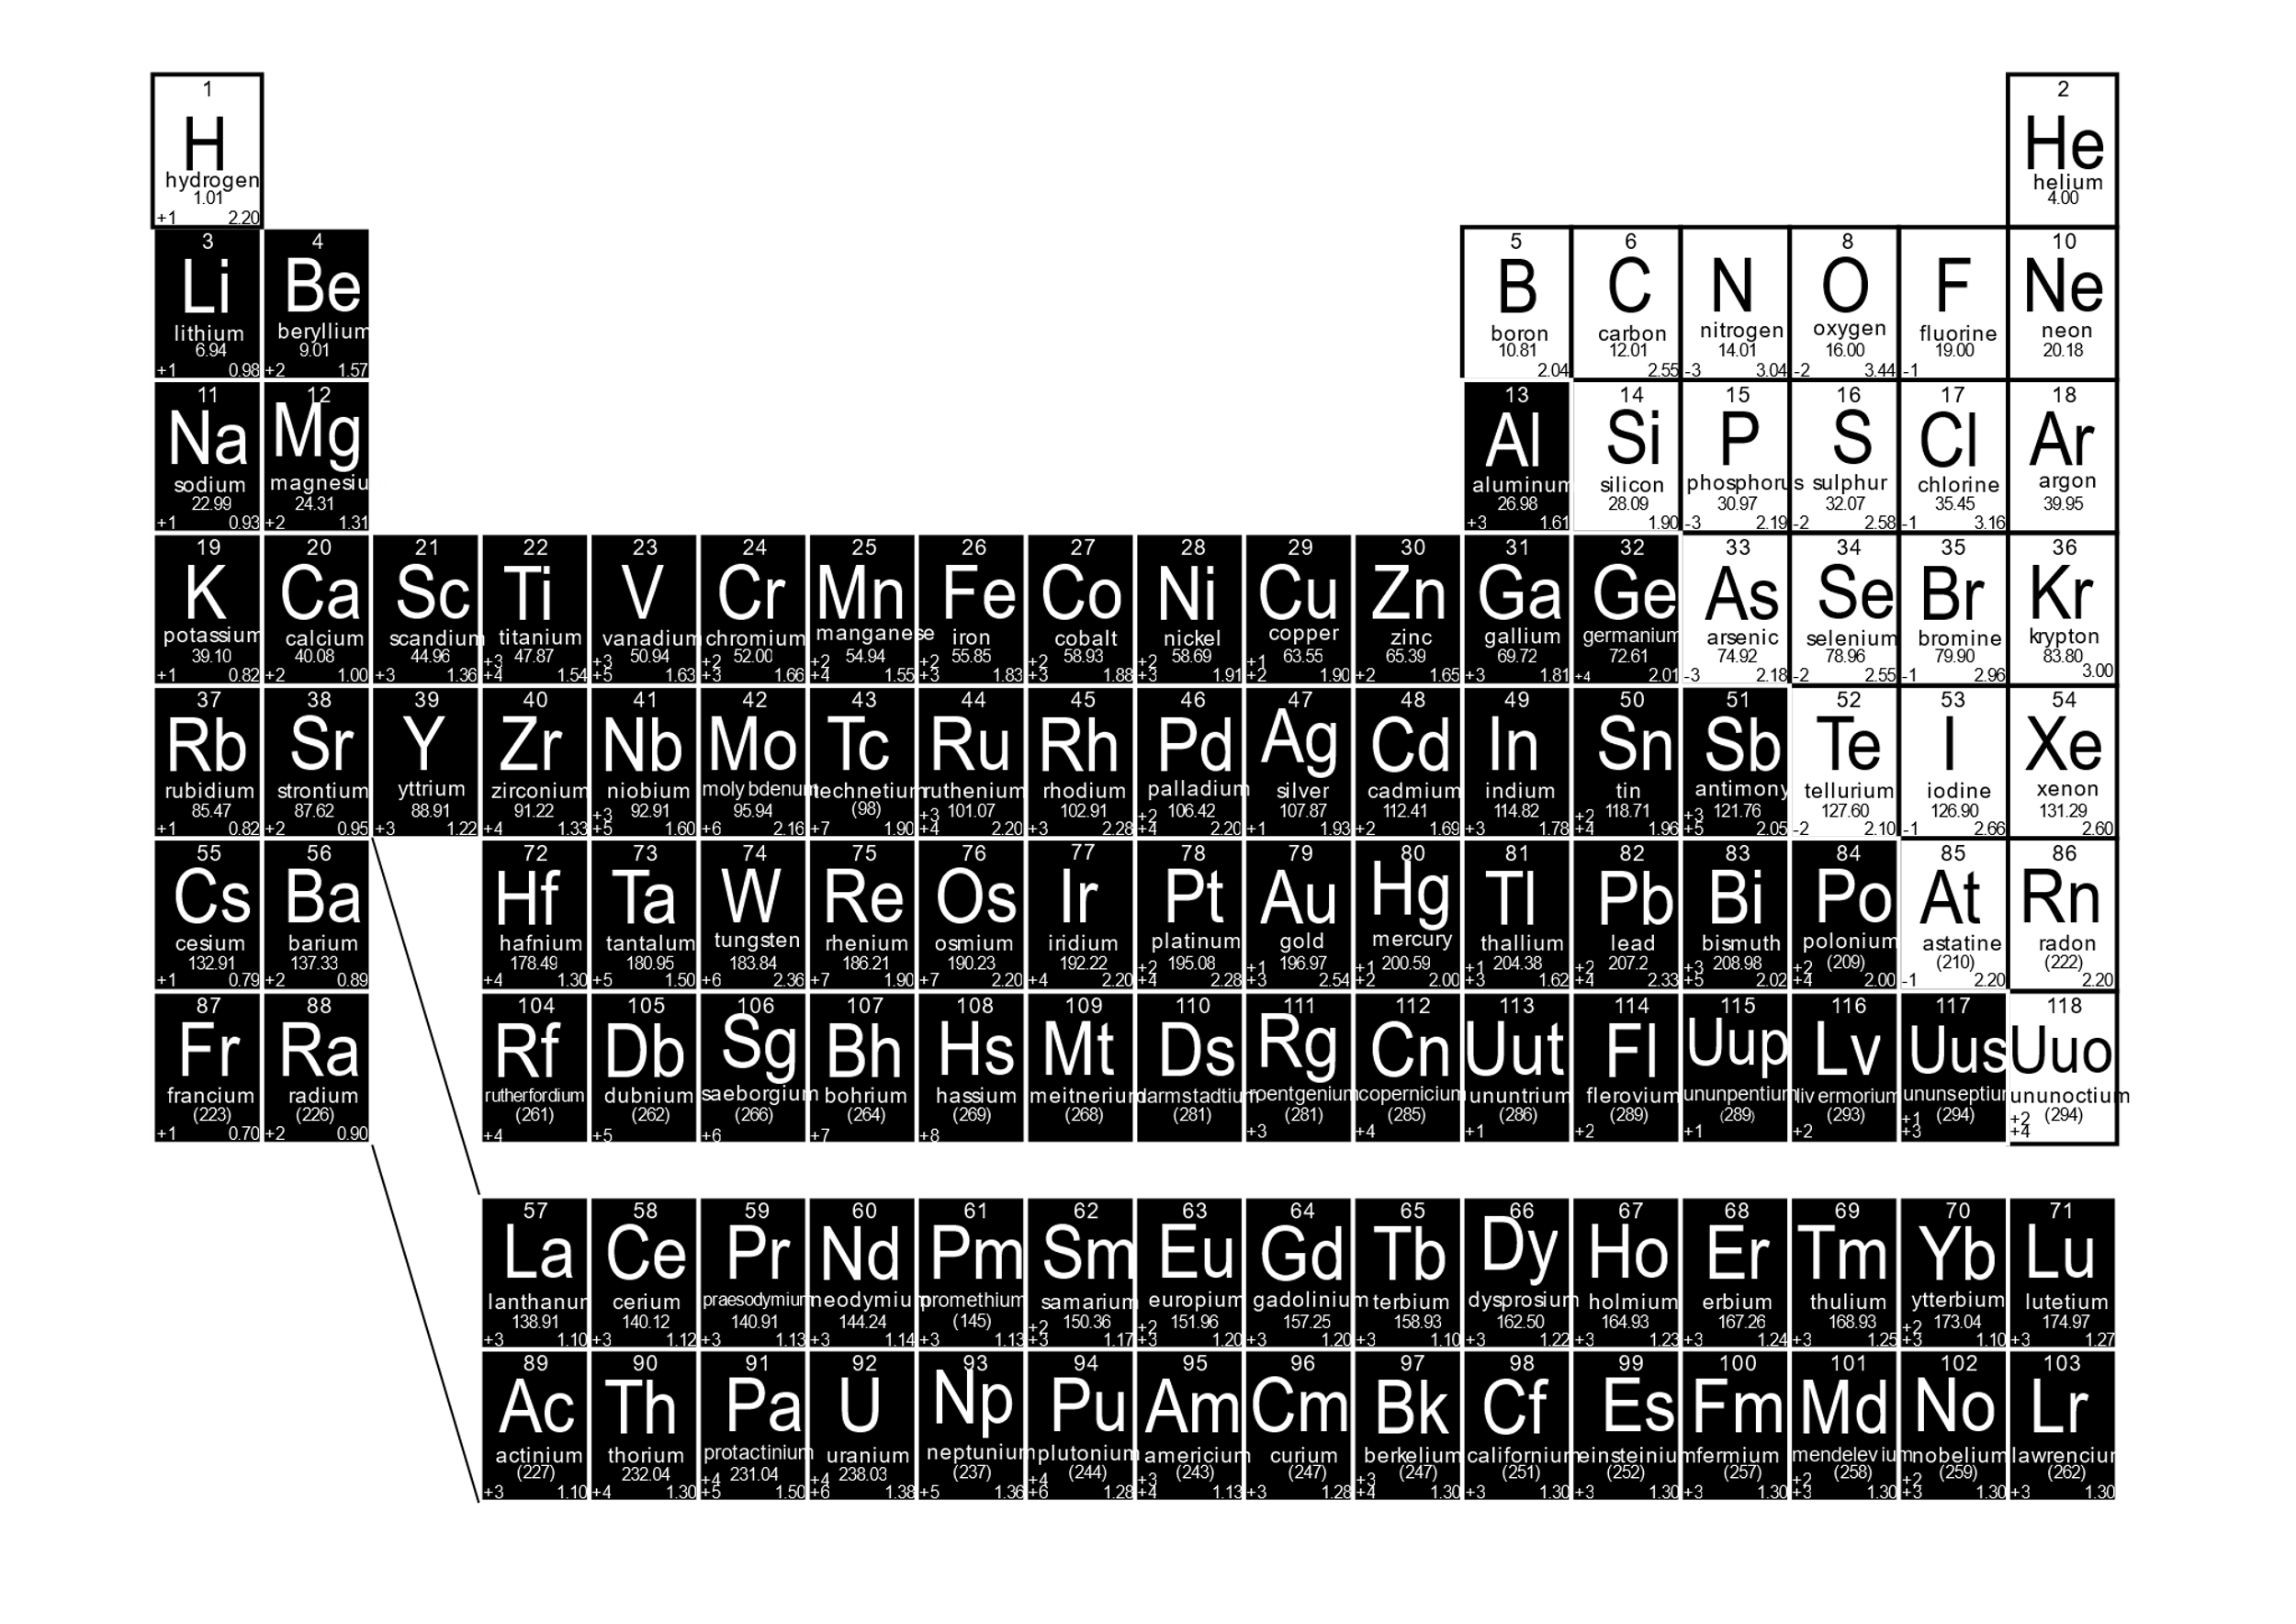 1 2
H He
hydrogen helium
1.01 4.00
+1 2.20
3 4 5 6 8 10
Li Be B C N O F Ne
lithium beryllium boron carbon nitrogen oxygen fluorine neon
6.94 9.01 10.81 12.01 14.01 16.00 19.00 20.18
+1 0.98 +2 1.57 2.04 2.55 -3 3.04 -2 3.44 -1
11 12 13 14 15 16 17 18
Na Mg Al Si P S Cl Ar
sodium magnesiu aluminum silicon phosphorus sulphur chlorine argon
22.99 24.31 26.98 28.09 30.97 32.07 35.45 39.95
+1 0.93 +2 1.31 +3 1.61 1.90 -3 2.19 -2 2.58 -1 3.16
19 20 21 22 23 24 25 26 27 28 29 30 31 32 33 34 35 36
K Ca Sc Ti V Cr Mn Fe Co Ni Cu Zn Ga Ge As Se Br Kr
potassium calcium scandium titanium vanadium chromium manganese iron cobalt nickel copper zinc gallium germanium arsenic selenium bromine krypton
39.10 40.08 44.96 47.87 50.94 52.00 54.94 55.85 58.93 58.69 63.55 65.39 69.72 72.61 74.92 78.96 79.90 83.80
+3 +3 +2 +2 +2 +2 +2 +1
+1 0.82 +2 1.00 +3 1.36 +4 1.54 +5 1.63 +3 1.66 +4 1.55 +3 1.83 +3 1.88 +3 1.91 +2 1.90 +2 1.65 +3 1.81 +4 2.01 -3 2.18 -2 2.55 -1 2.96 3.00
37 38 39 40 41 42 43 44 45 46 47 48 49 50 51 52 53 54
Rb Sr Y Zr Nb Mo Tc Ru Rh Pd Ag Cd In Sn Sb Te I Xe
rubidium strontium yttrium zirconium niobium molybdenum technetium ruthenium rhodium palladium silver cadmium indium tin antimony tellurium iodine xenon
85.47 87.62 88.91 91.22 92.91 95.94 (98) 101.07 102.91 106.42 107.87 112.41 114.82 118.71 121.76 127.60 126.90 131.29
+3 +3 +2 +2 +3
+1 0.82 +2 0.95 +3 1.22 +4 1.33 +5 1.60 +6 2.16 +7 1.90 +4 2.20 +3 2.28 +4 2.20 +1 1.93 +2 1.69 +3 1.78 +4 1.96 +5 2.05 -2 2.10 -1 2.66 2.60
55 56 72 73 74 75 76 77 78 79 80 81 82 83 84 85 86
Cs Ba Hf Ta W Re Os Ir Pt Au Hg Tl Pb Bi Po At Rn
cesium barium hafnium tantalum tungsten rhenium osmium iridium platinum gold mercury thallium lead bismuth polonium astatine radon
132.91 137.33 178.49 180.95 183.84 186.21 190.23 192.22 195.08 196.97 200.59 204.38 207.2 208.98 (209) (210) (222)
+2 +1 +1 +1 +2 +3 +2
+1 0.79 +2 0.89 +4 1.30 +5 1.50 +6 2.36 +7 1.90 +7 2.20 +4 2.20 +4 2.28 +3 2.54 +2 2.00 +3 1.62 +4 2.33 +5 2.02 +4 2.00 -1 2.20 2.20
87 88 104 105 106 107 108 109 110 111 112 113 114 115 116 117 118
Fr Ra Rf Db Sg Bh Hs Mt Ds Rg Cn Uut Fl Uup Lv Uus Uuo
francium radium rutherfordium dubnium saeborgium bohrium hassium meitnerium darmstadtium roentgenium copernicium ununtrium flerovium ununpentium livermorium ununseptium ununoctium
(223) (226) (261) (262) (266) (264) (269) (268) (281) (281) (285) (286) (289) (289) (293) (294) (294)
+1 +2
+1 0.70 +2 0.90 +4 +5 +6 +7 +8 +3 +4 +1 +2 +1 +2 +3 +4
57 58 59 60 61 62 63 64 65 66 67 68 69 70 71
La Ce Pr Nd Pm Sm Eu Gd Tb Dy Ho Er Tm Yb Lu
lanthanum cerium praesodymium neodymium promethium samarium europium gadolinium terbium dysprosium holmium erbium thulium ytterbium lutetium
138.91 140.12 140.91 144.24 (145) 150.36 151.96 157.25 158.93 162.50 164.93 167.26 168.93 173.04 174.97
+2 +2 +2
+3 1.10 +3 1.12 +3 1.13 +3 1.14 +3 1.13 +3 1.17 +3 1.20 +3 1.20 +3 1.10 +3 1.22 +3 1.23 +3 1.24 +3 1.25 +3 1.10 +3 1.27
89 90 91 92 93 94 95 96 97 98 99 100 101 102 103
Ac Th Pa U Np Pu Am Cm Bk Cf Es Fm Md No Lr
actinium thorium protactinium uranium neptunium plutonium americium curium berkelium californium einsteinium fermium mendelevium nobelium lawrencium
(227) 232.04 231.04 238.03 (237) (244) (243) (247) (247) (251) (252) (257) (258) (259) (262)
+4 +4 +4 +3 +3 +2 +2
+3 1.10 +4 1.30 +5 1.50 +6 1.38 +5 1.36 +6 1.28 +4 1.13 +3 1.28 +4 1.30 +3 1.30 +3 1.30 +3 1.30 +3 1.30 +3 1.30 +3 1.30